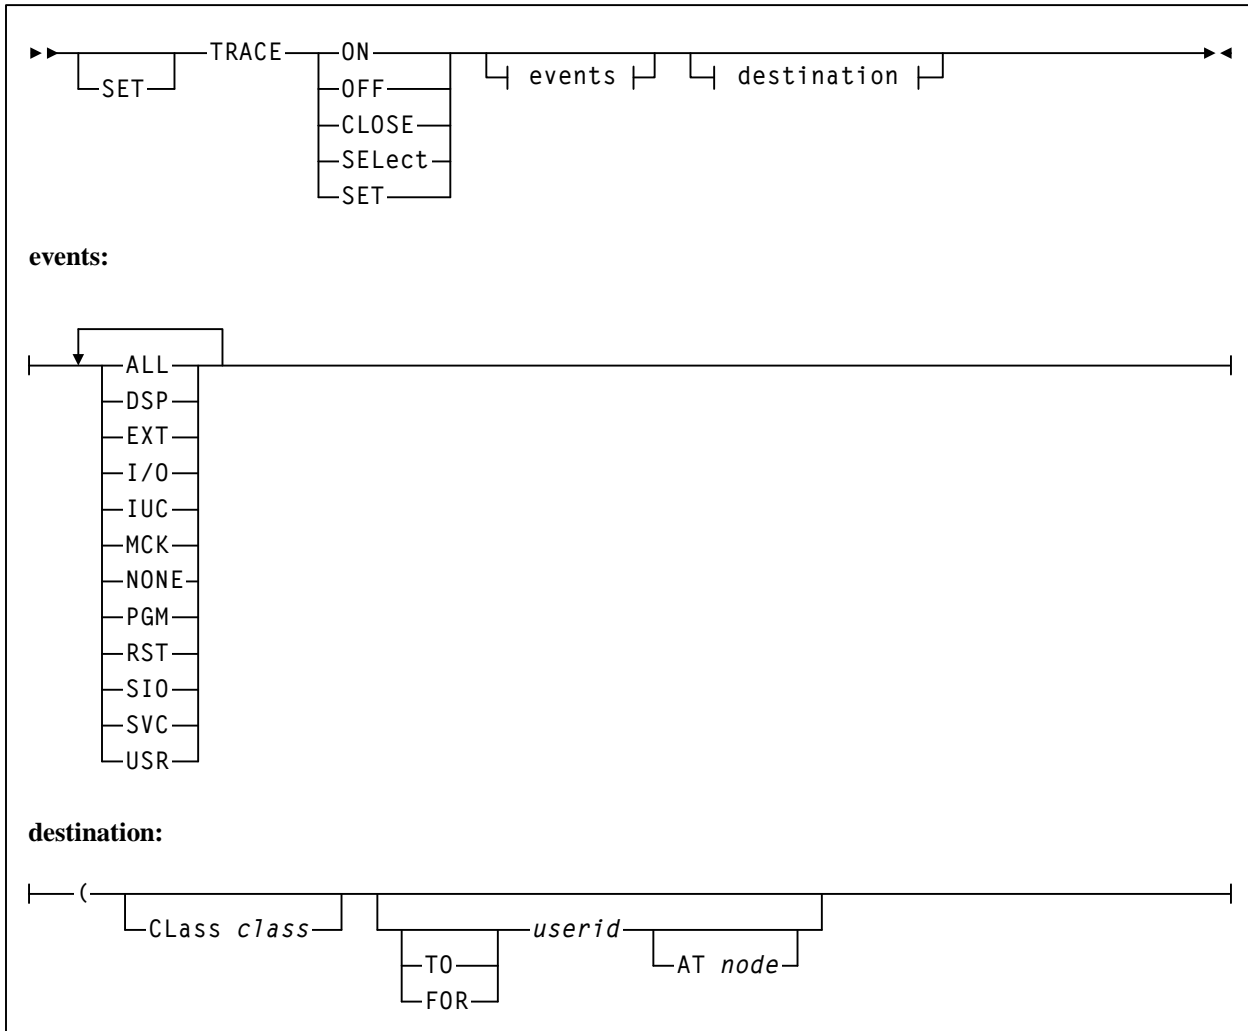 TRACE ON events destination
SET OFF
CLOSE
SELect
SET
events:
ALL
DSP
EXT
I/O
IUC
MCK
NONE
PGM
RST
SIO
SVC
USR
destination:
(
CLass class userid
TO AT node
FOR